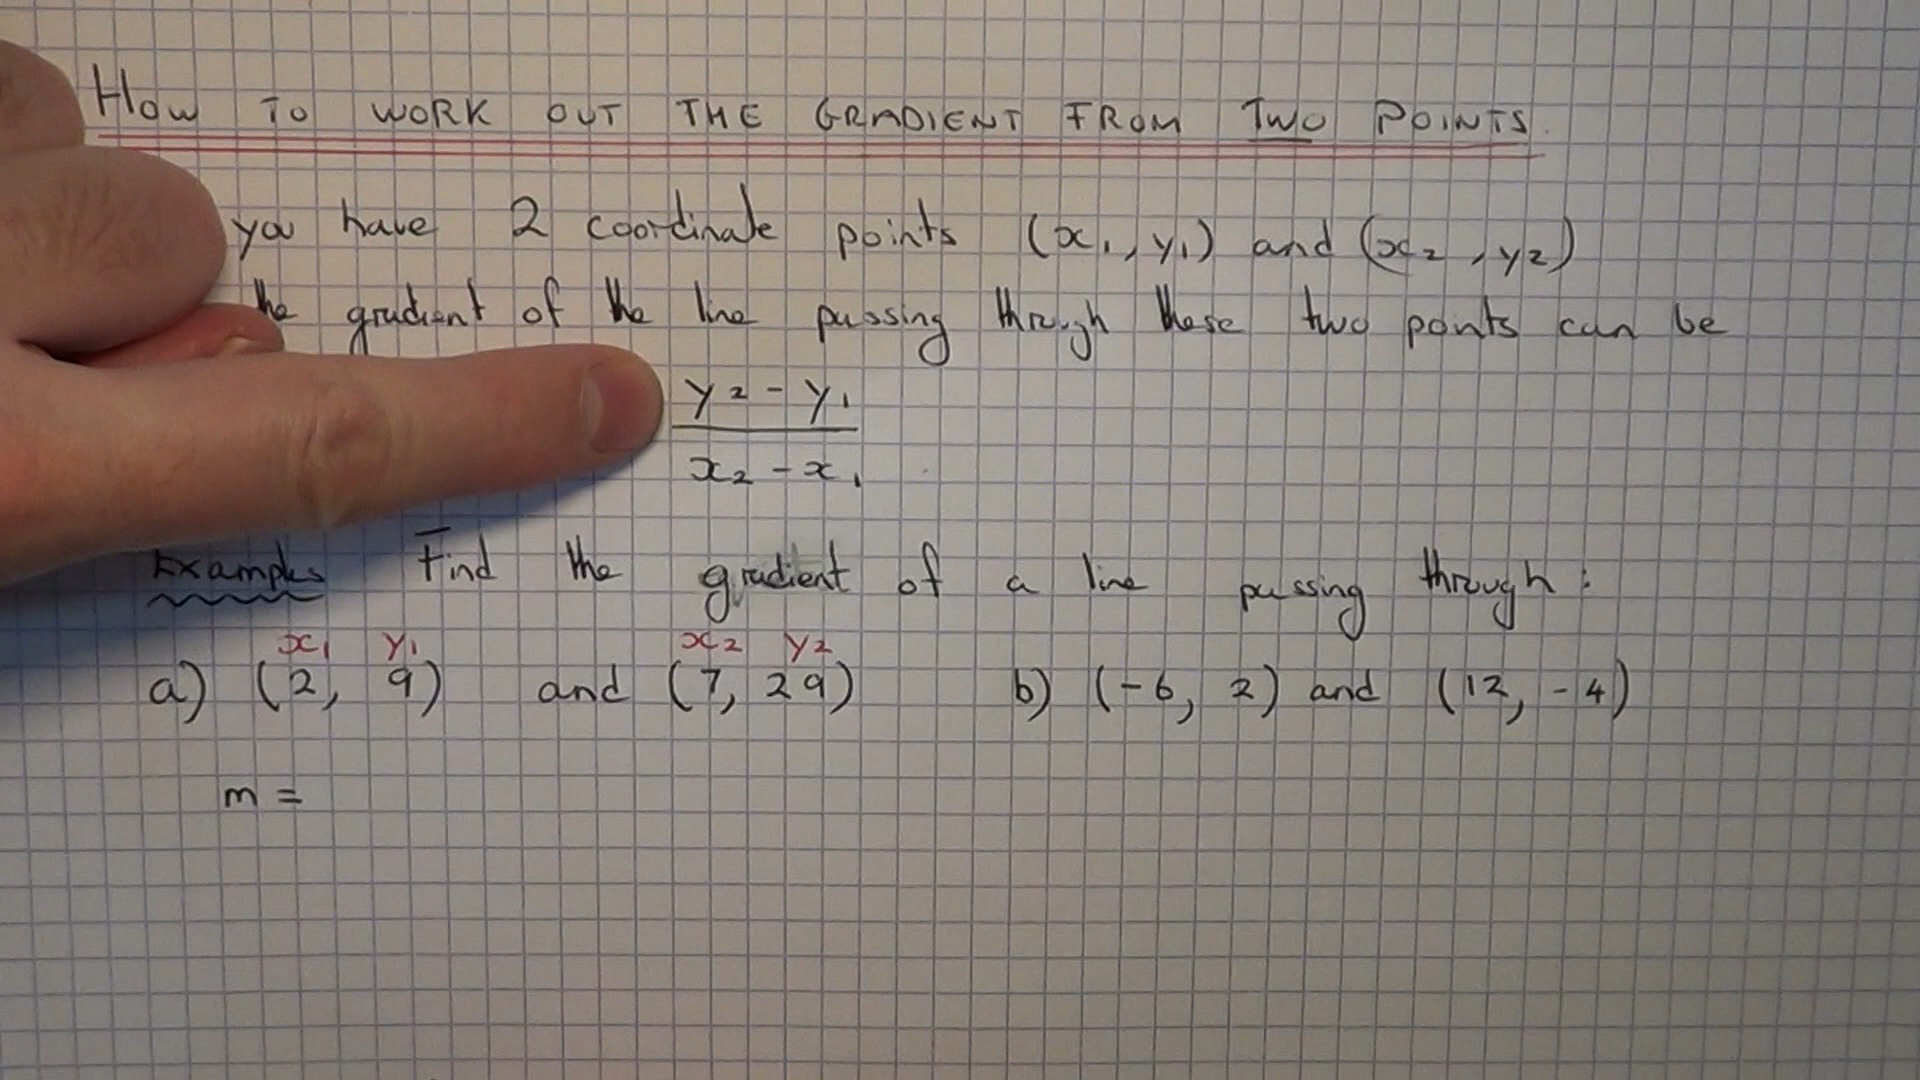 HOW TO WORK OUT THE GRADIENT FROM TWO POINTS.
you have 2 coordinate points (x₁, y₁) and (x₂, y₂)
the gradient of the line passing through these two points can be
y₂ - y₁
x₂ - x₁
Examples Find the gradient of a line passing through:
x₁ y₁ x₂ y₂
a) (2, 9) and (7, 29) b) (-6, 2) and (12, -4)
m =